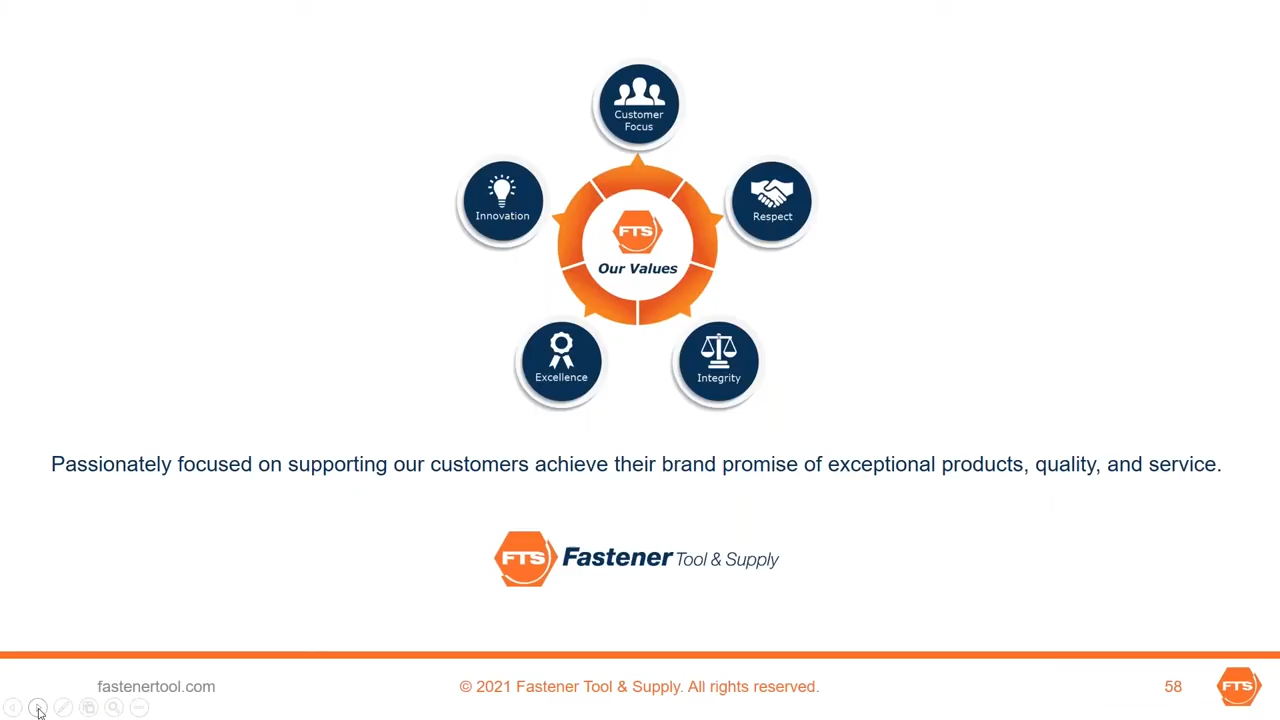 Customer
Focus
Innovation
Respect
FTS
Our Values
Excellence
Integrity
Passionately focused on supporting our customers achieve their brand promise of exceptional products, quality, and service.
FTS Fastener Tool & Supply
fastenertool.com
© 2021 Fastener Tool & Supply. All rights reserved.
58
FTS